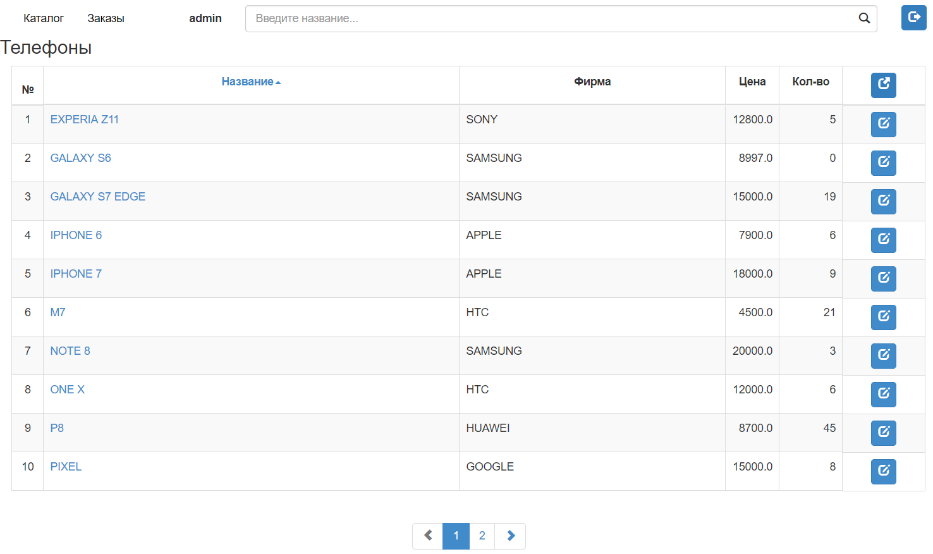 Каталог Заказы admin Введите название...
Телефоны
№ Название Фирма Цена Кол-во
1 EXPERIA Z11 SONY 12800.0 5
2 GALAXY S6 SAMSUNG 8997.0 0
3 GALAXY S7 EDGE SAMSUNG 15000.0 19
4 IPHONE 6 APPLE 7900.0 6
5 IPHONE 7 APPLE 18000.0 9
6 M7 HTC 4500.0 21
7 NOTE 8 SAMSUNG 20000.0 3
8 ONE X HTC 12000.0 6
9 P8 HUAWEI 8700.0 45
10 PIXEL GOOGLE 15000.0 8
1 2